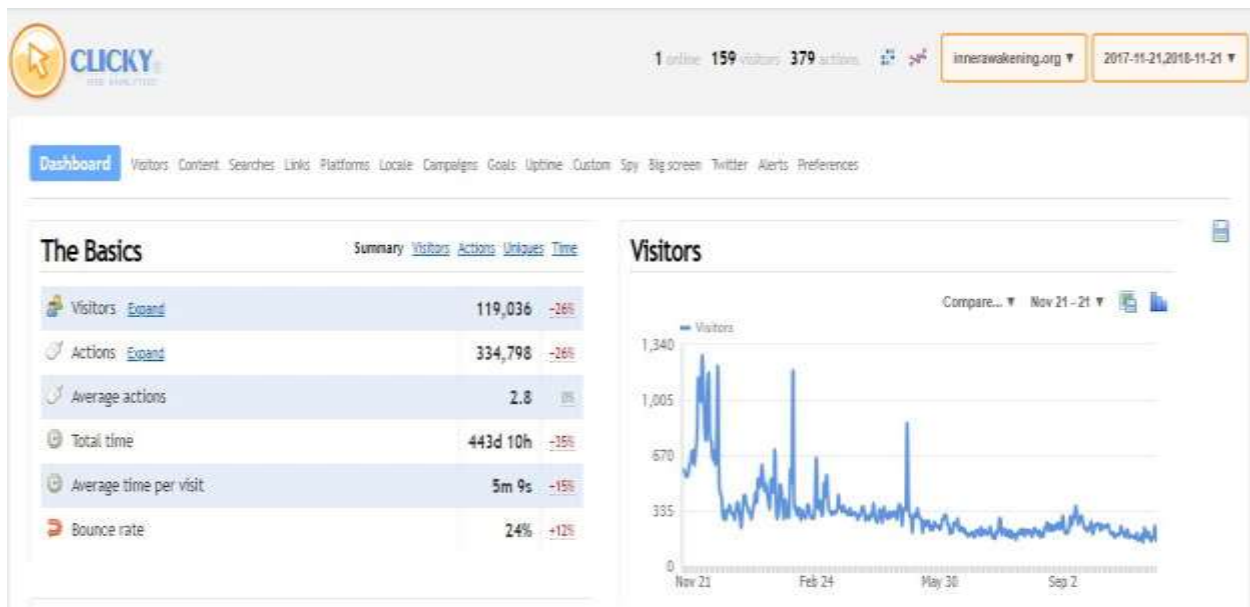 CLICKY
WEB ANALYTICS
1 online 159 visitors 379 actions
innerawakening.org ▼
2017-11-21,2018-11-21 ▼
Dashboard Visitors Content Searches Links Platforms Locale Campaigns Goals Uptime Custom Spy Big screen Twitter Alerts Preferences
The Basics
Summary Visitors Actions Uniques Time
Visitors Expand 119,036 -26%
Actions Expand 334,798 -26%
Average actions 2.8 0%
Total time 443d 10h -35%
Average time per visit 5m 9s -15%
Bounce rate 24% +12%
Visitors
Compare... ▼ Nov 21 - 21 ▼
Visitors
1,340
1,005
670
335
0
Nov 21 Feb 24 May 30 Sep 2